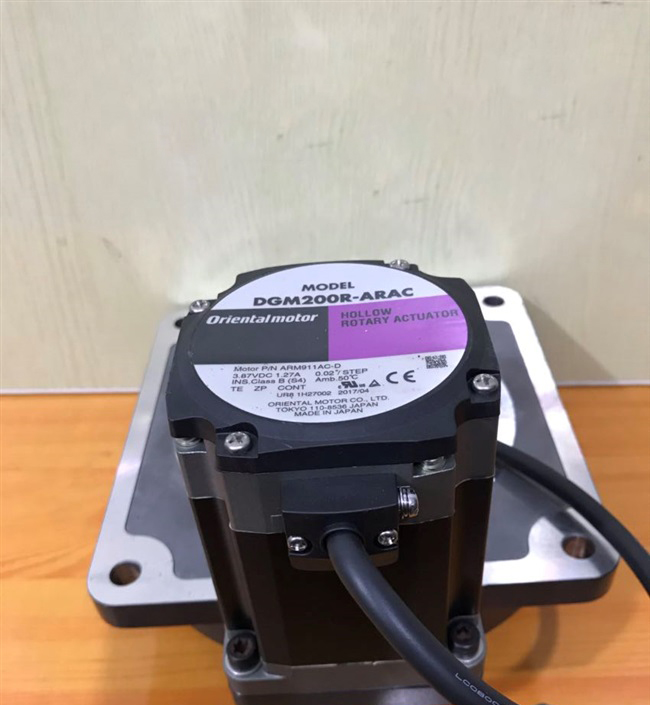 MODEL
DGM200R-ARAC
Orientalmotor
HOLLOW
ROTARY ACTUATOR
Motor P/N ARM911AC-D
3.87VDC 1.27A 0.02°/STEP
INS.Class B (S4) Amb.50°C
TE ZP CONT
UR8 1H27002 2017/04
ORIENTAL MOTOR CO., LTD.
TOKYO 110-8536 JAPAN
MADE IN JAPAN